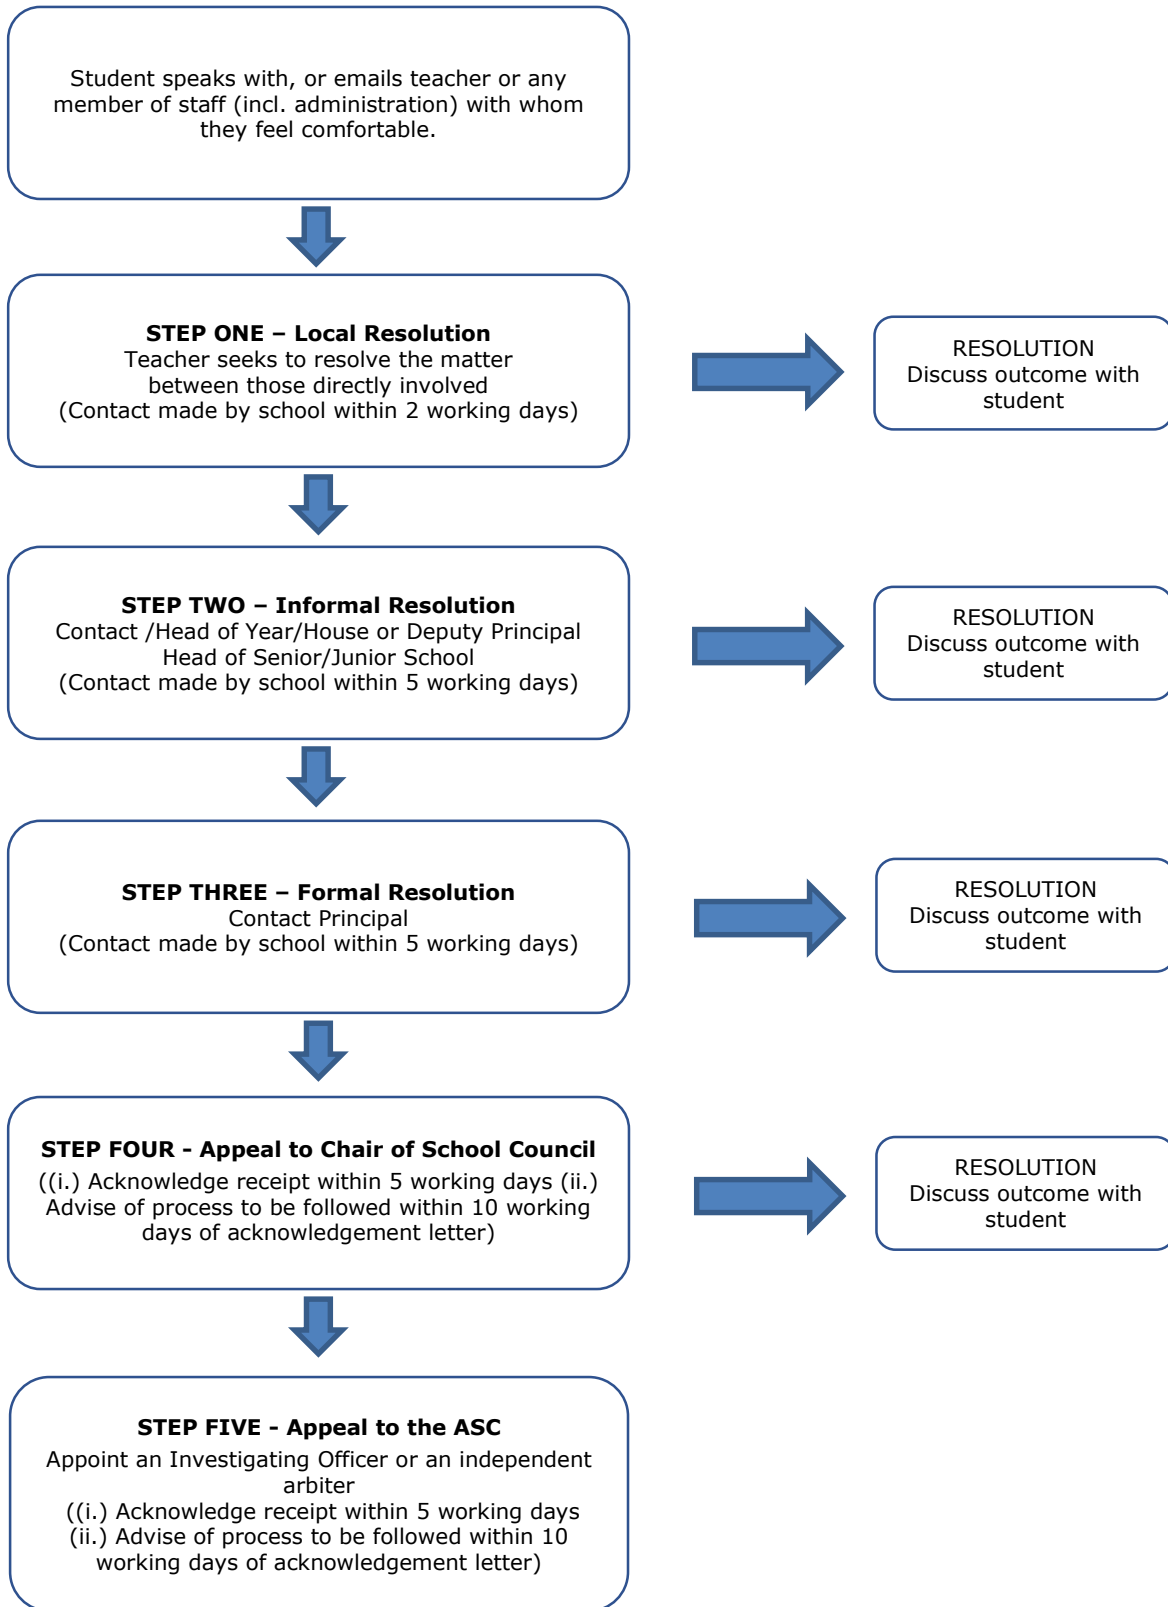 Student speaks with, or emails teacher or any
member of staff (incl. administration) with whom
they feel comfortable.
STEP ONE – Local Resolution
Teacher seeks to resolve the matter
between those directly involved
(Contact made by school within 2 working days)
RESOLUTION
Discuss outcome with
student
STEP TWO – Informal Resolution
Contact /Head of Year/House or Deputy Principal
Head of Senior/Junior School
(Contact made by school within 5 working days)
RESOLUTION
Discuss outcome with
student
STEP THREE – Formal Resolution
Contact Principal
(Contact made by school within 5 working days)
RESOLUTION
Discuss outcome with
student
STEP FOUR - Appeal to Chair of School Council
((i.) Acknowledge receipt within 5 working days (ii.)
Advise of process to be followed within 10 working
days of acknowledgement letter)
RESOLUTION
Discuss outcome with
student
STEP FIVE - Appeal to the ASC
Appoint an Investigating Officer or an independent
arbiter
((i.) Acknowledge receipt within 5 working days
(ii.) Advise of process to be followed within 10
working days of acknowledgement letter)